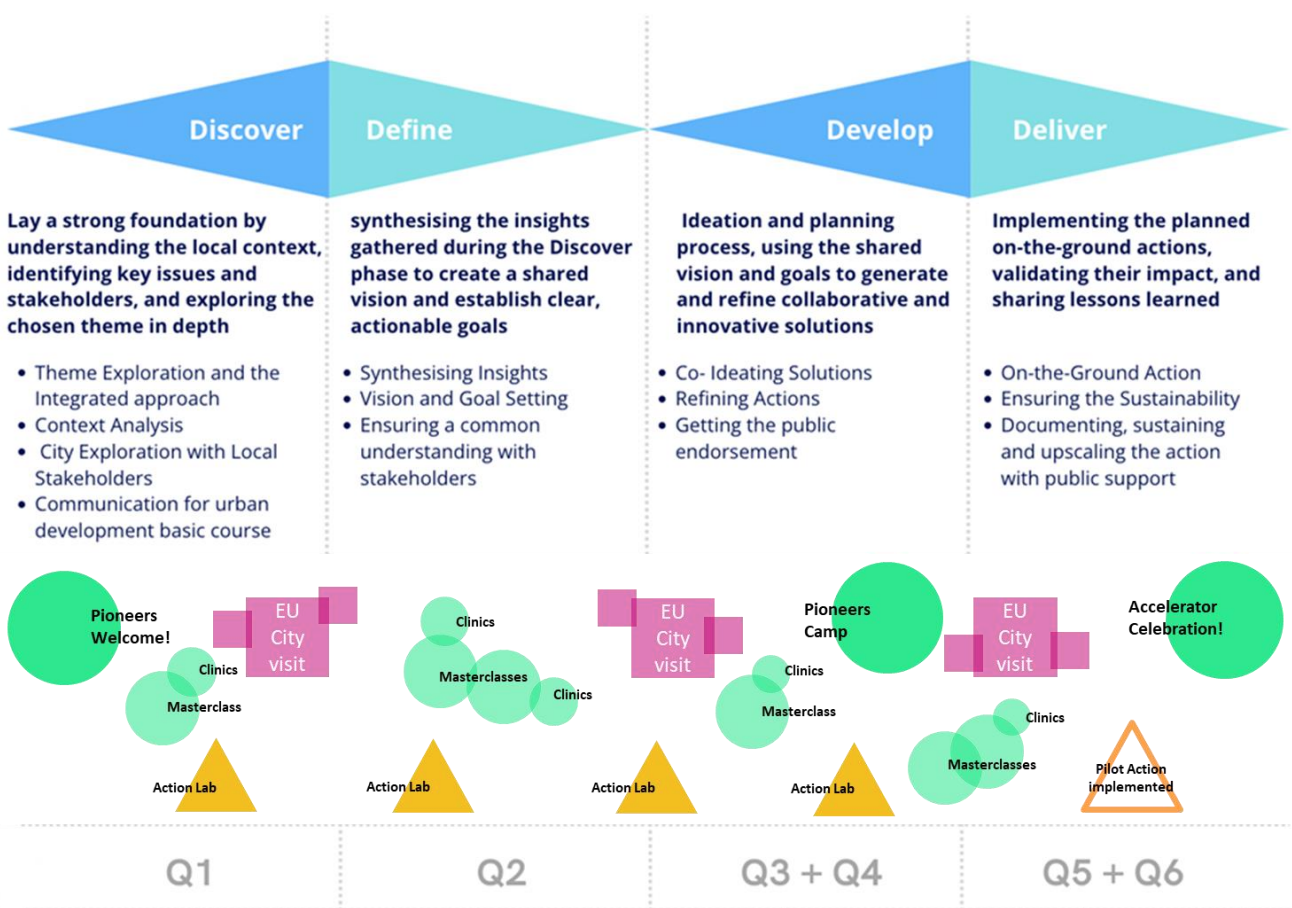 Discover
Define
Develop
Deliver
Lay a strong foundation by
understanding the local context,
identifying key issues and
stakeholders, and exploring the
chosen theme in depth
• Theme Exploration and the
Integrated approach
• Context Analysis
• City Exploration with Local
Stakeholders
• Communication for urban
development basic course
synthesising the insights
gathered during the Discover
phase to create a shared
vision and establish clear,
actionable goals
• Synthesising Insights
• Vision and Goal Setting
• Ensuring a common
understanding with
stakeholders
Ideation and planning
process, using the shared
vision and goals to generate
and refine collaborative and
innovative solutions
• Co- Ideating Solutions
• Refining Actions
• Getting the public
endorsement
Implementing the planned
on-the-ground actions,
validating their impact, and
sharing lessons learned
• On-the-Ground Action
• Ensuring the Sustainability
• Documenting, sustaining
and upscaling the action
with public support
Pioneers
Welcome!
EU
City
visit
Clinics
Masterclass
Action Lab
Clinics
Masterclasses
Clinics
Action Lab
EU
City
visit
Action Lab
Pioneers
Camp
Clinics
Masterclass
Action Lab
EU
City
visit
Accelerator
Celebration!
Clinics
Masterclasses
Pilot Action
implemented
Q1
Q2
Q3 + Q4
Q5 + Q6